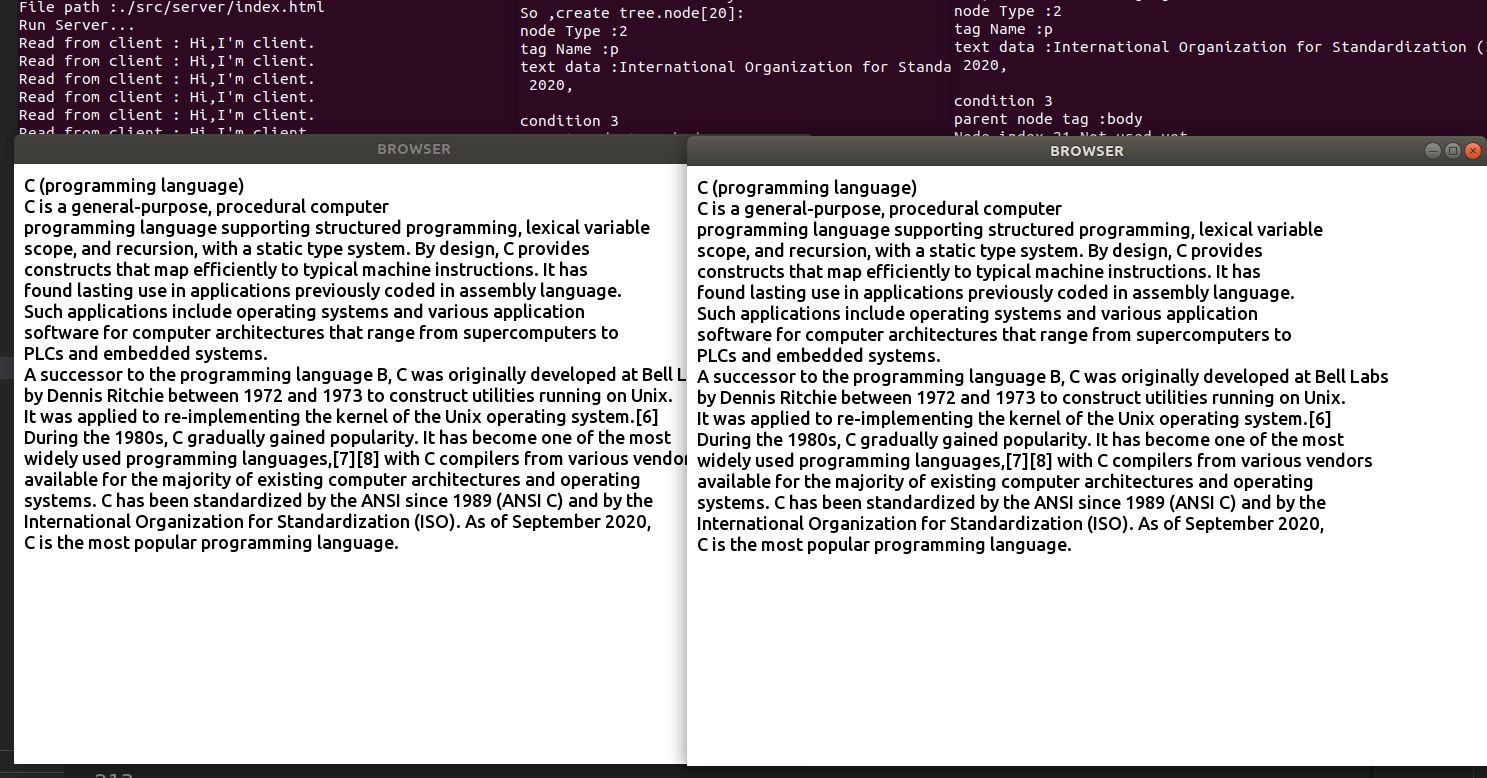 File path :./src/server/index.html
Run Server...
Read from client : Hi,I'm client.
Read from client : Hi,I'm client.
Read from client : Hi,I'm client.
Read from client : Hi,I'm client.
Read from client : Hi,I'm client.
Read from client : Hi,I'm client.
So ,create tree.node[20]:
node Type :2
tag Name :p
text data :International Organization for Standa
2020,
condition 3
node Type :2
tag Name :p
text data :International Organization for Standardization (
2020,
condition 3
parent node tag :body
Node index 21 Not used yet
BROWSER
C (programming language)
C is a general-purpose, procedural computer
programming language supporting structured programming, lexical variable
scope, and recursion, with a static type system. By design, C provides
constructs that map efficiently to typical machine instructions. It has
found lasting use in applications previously coded in assembly language.
Such applications include operating systems and various application
software for computer architectures that range from supercomputers to
PLCs and embedded systems.
A successor to the programming language B, C was originally developed at Bell L
by Dennis Ritchie between 1972 and 1973 to construct utilities running on Unix.
It was applied to re-implementing the kernel of the Unix operating system.[6]
During the 1980s, C gradually gained popularity. It has become one of the most
widely used programming languages,[7][8] with C compilers from various vendor
available for the majority of existing computer architectures and operating
systems. C has been standardized by the ANSI since 1989 (ANSI C) and by the
International Organization for Standardization (ISO). As of September 2020,
C is the most popular programming language.
BROWSER
C (programming language)
C is a general-purpose, procedural computer
programming language supporting structured programming, lexical variable
scope, and recursion, with a static type system. By design, C provides
constructs that map efficiently to typical machine instructions. It has
found lasting use in applications previously coded in assembly language.
Such applications include operating systems and various application
software for computer architectures that range from supercomputers to
PLCs and embedded systems.
A successor to the programming language B, C was originally developed at Bell Labs
by Dennis Ritchie between 1972 and 1973 to construct utilities running on Unix.
It was applied to re-implementing the kernel of the Unix operating system.[6]
During the 1980s, C gradually gained popularity. It has become one of the most
widely used programming languages,[7][8] with C compilers from various vendors
available for the majority of existing computer architectures and operating
systems. C has been standardized by the ANSI since 1989 (ANSI C) and by the
International Organization for Standardization (ISO). As of September 2020,
C is the most popular programming language.